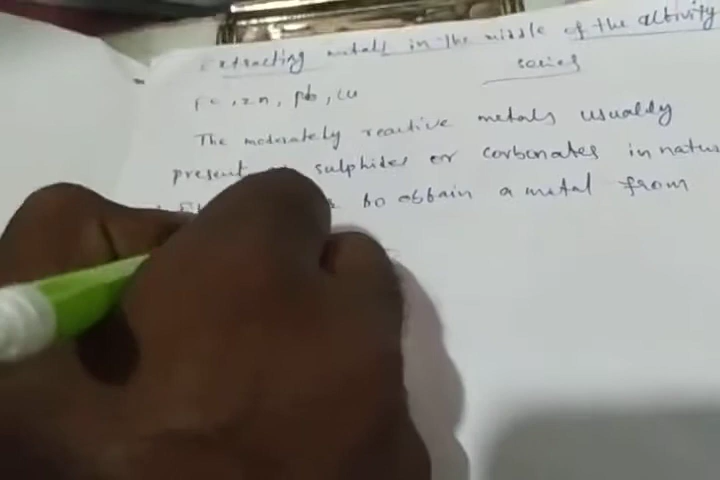 Extracting metals in the middle of the activity
series
Fe, zn, pb, cu
The moderately reactive metals usually
present sulphides or carbonates in natu
to obtain a metal from